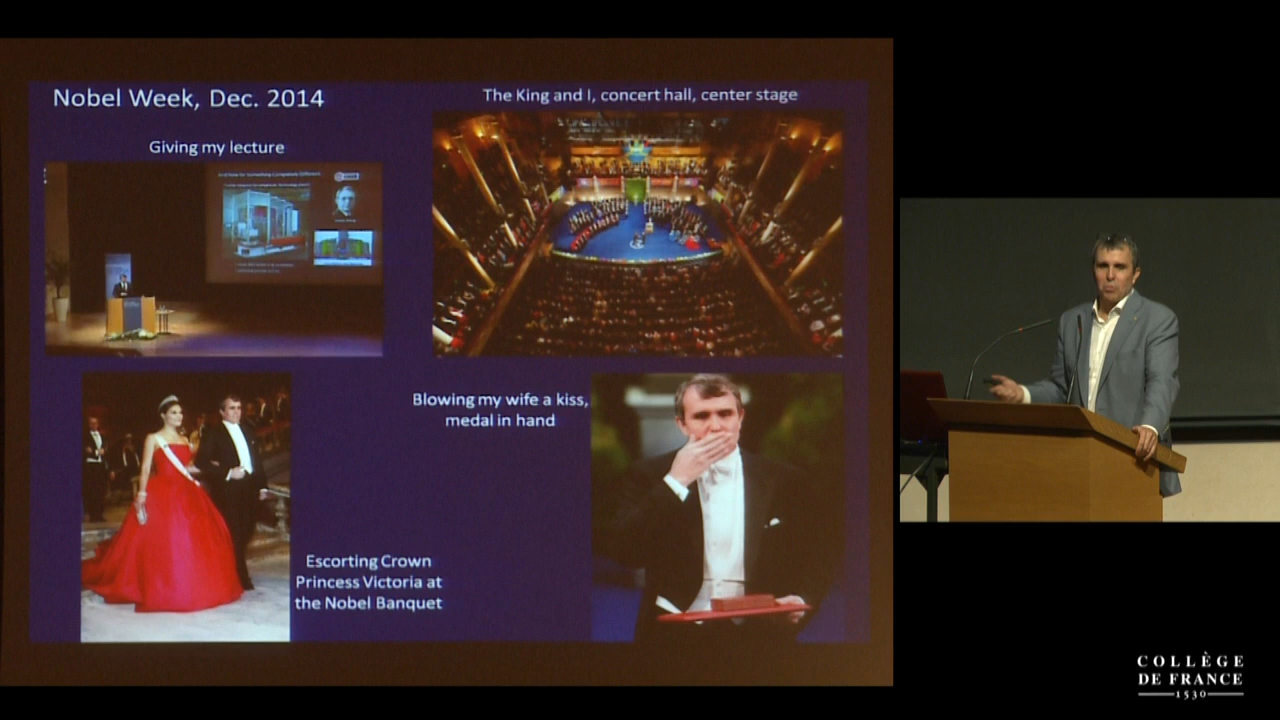 Nobel Week, Dec. 2014
The King and I, concert hall, center stage
Giving my lecture
Blowing my wife a kiss,
medal in hand
Escorting Crown
Princess Victoria at
the Nobel Banquet
COLLÈGE
DE FRANCE
1530